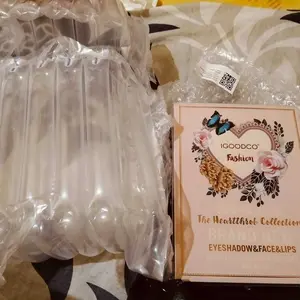 IGOODCO
Fashion
The Heartthrob Collection
EYESHADOW&FACE&LIPS